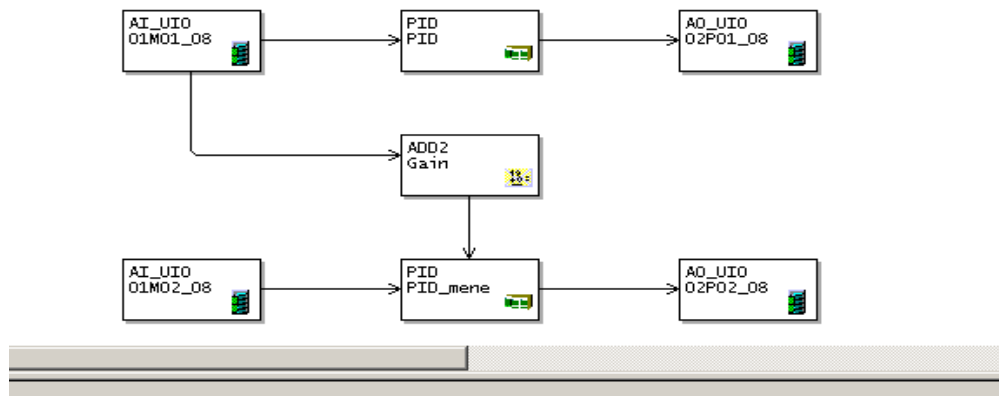 AI_UIO
01M01_08
PID
PID
AO_UIO
02P01_08
ADD2
Gain
AI_UIO
01M02_08
PID
PID_mene
AO_UIO
02P02_08